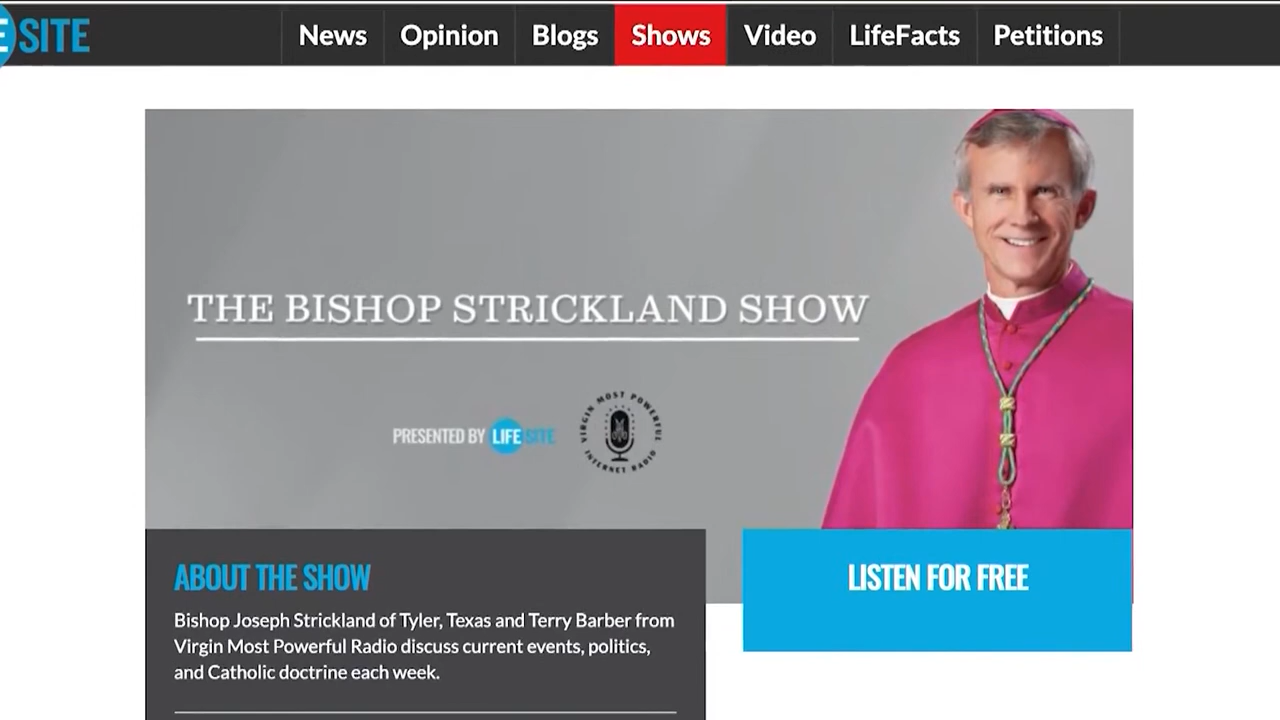 E SITE
News Opinion Blogs Shows Video LifeFacts Petitions
THE BISHOP STRICKLAND SHOW
PRESENTED BY LIFE SITE
VIRGIN MOST POWERFUL
INTERNET RADIO
ABOUT THE SHOW
Bishop Joseph Strickland of Tyler, Texas and Terry Barber from
Virgin Most Powerful Radio discuss current events, politics,
and Catholic doctrine each week.
LISTEN FOR FREE